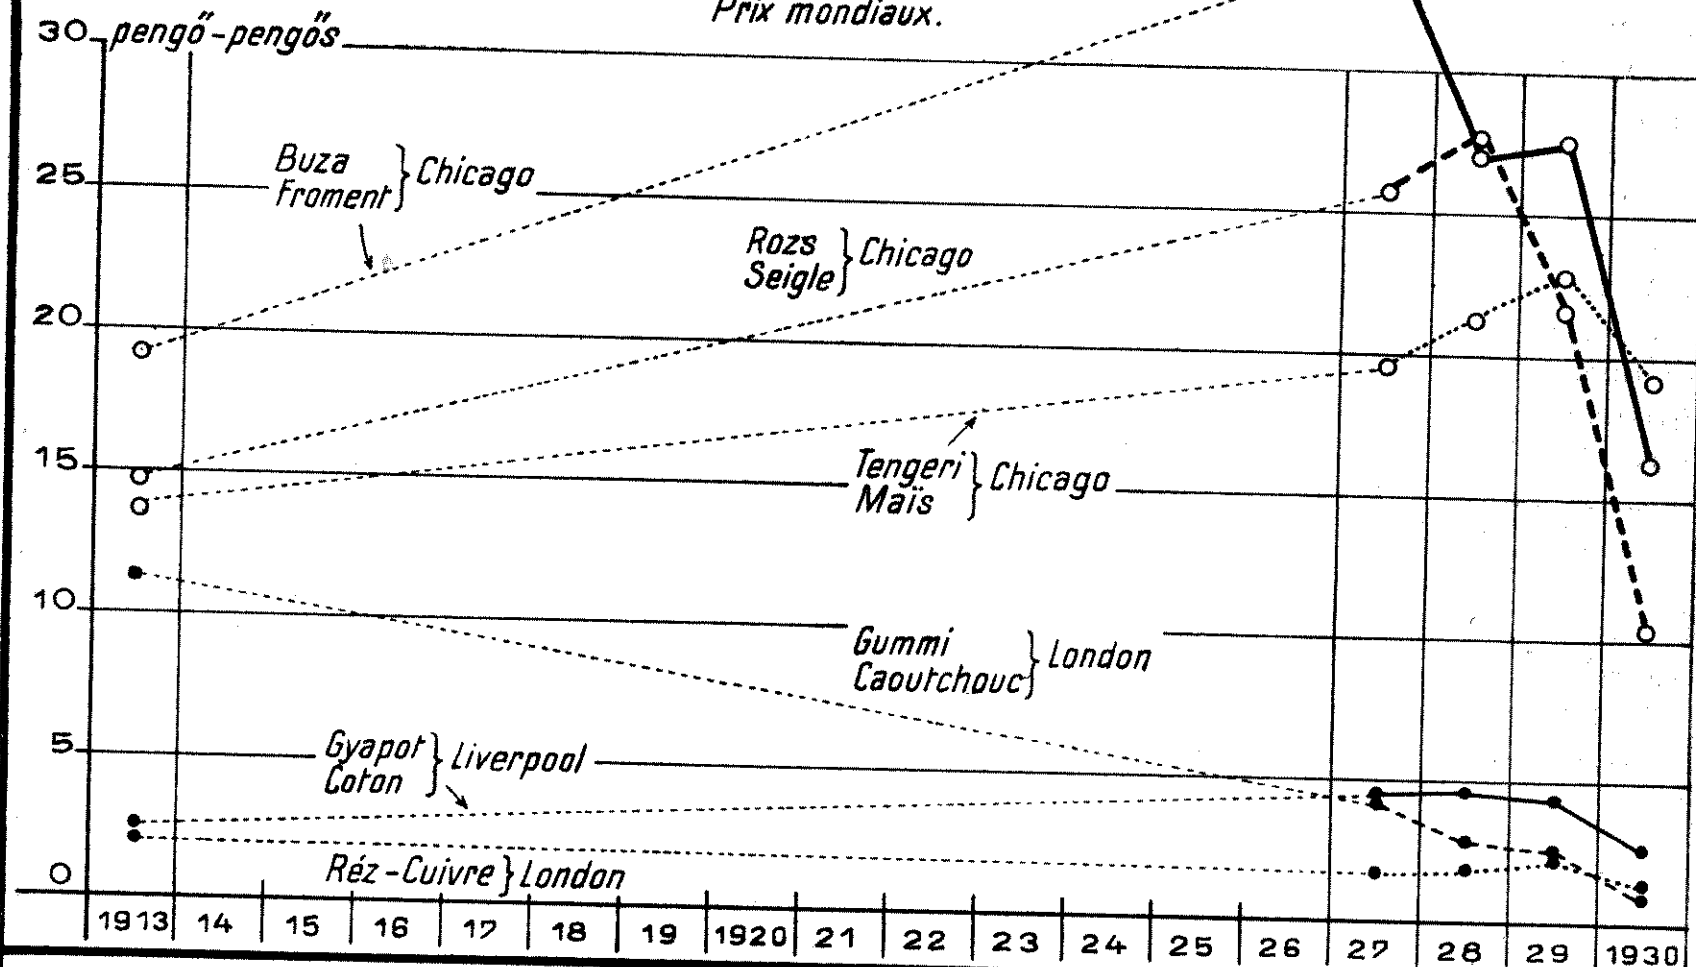 Prix mondiaux.
30 pengő-pengős
Buza
Froment } Chicago
25
Rozs
Seigle } Chicago
20
15
Tengeri
Maïs } Chicago
10
Gummi
Caoutchouc } London
5
Gyapot
Coton } Liverpool
Réz-Cuivre } London
0
1913 14 15 16 17 18 19 1920 21 22 23 24 25 26 27 28 29 1930